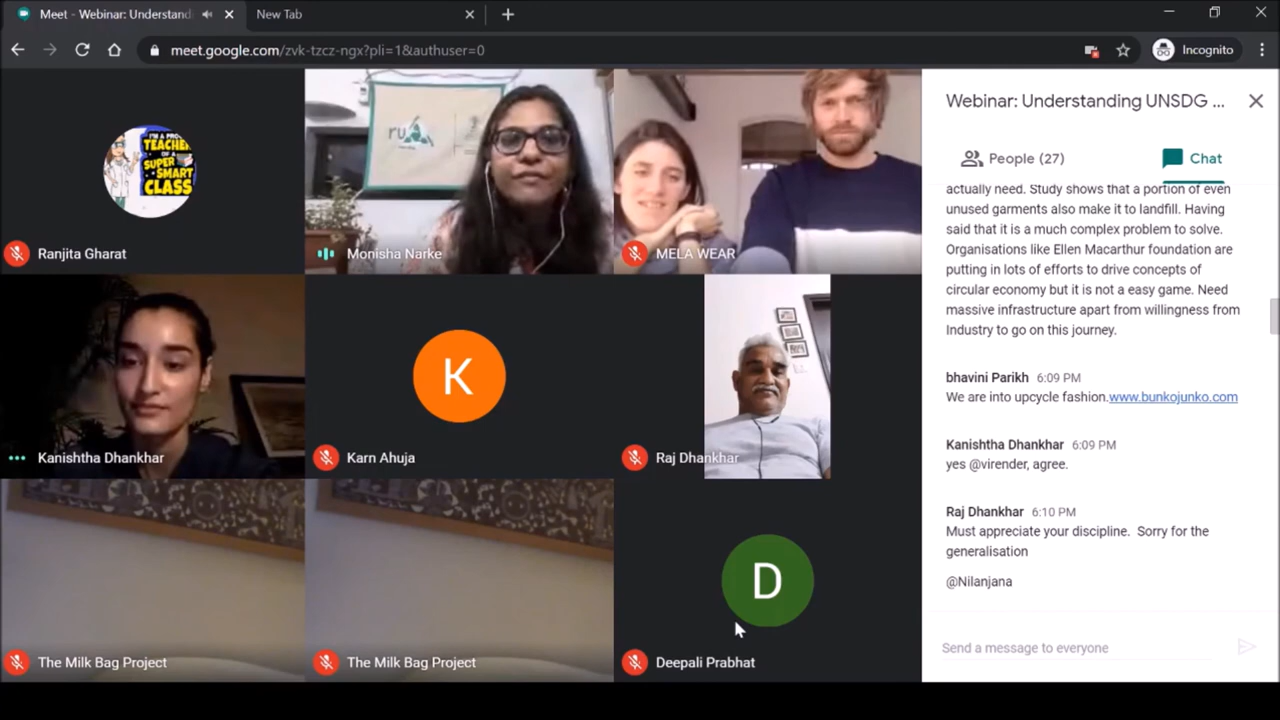 Meet - Webinar: Understandi
New Tab
meet.google.com/zvk-tzcz-ngx?pli=1&authuser=0
Incognito
I'M A PRO
TEACHER
OF A
SUPER
SMART
CLASS
Ranjita Gharat
Monisha Narke
MELA WEAR
Kanishtha Dhankhar
K
Karn Ahuja
Raj Dhankhar
The Milk Bag Project
The Milk Bag Project
D
Deepali Prabhat
Webinar: Understanding UNSDG ...
People (27)
Chat
actually need. Study shows that a portion of even
unused garments also make it to landfill. Having
said that it is a much complex problem to solve.
Organisations like Ellen Macarthur foundation are
putting in lots of efforts to drive concepts of
circular economy but it is not a easy game. Need
massive infrastructure apart from willingness from
Industry to go on this journey.
bhavini Parikh 6:09 PM
We are into upcycle fashion.www.bunkojunko.com
Kanishtha Dhankhar 6:09 PM
yes @virender, agree.
Raj Dhankhar 6:10 PM
Must appreciate your discipline. Sorry for the
generalisation
@Nilanjana
Send a message to everyone